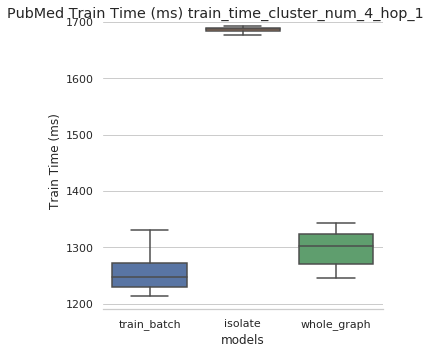 PubMed Train Time (ms) train_time_cluster_num_4_hop_1
1700
1600
1500
1400
1300
1200
Train Time (ms)
train_batch isolate whole_graph
models